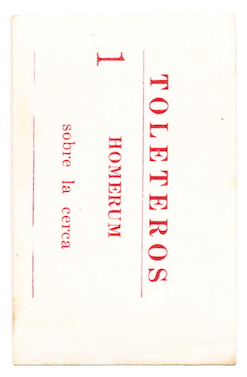 TOLETEROS
1
HOMERUM
sobre la cerca